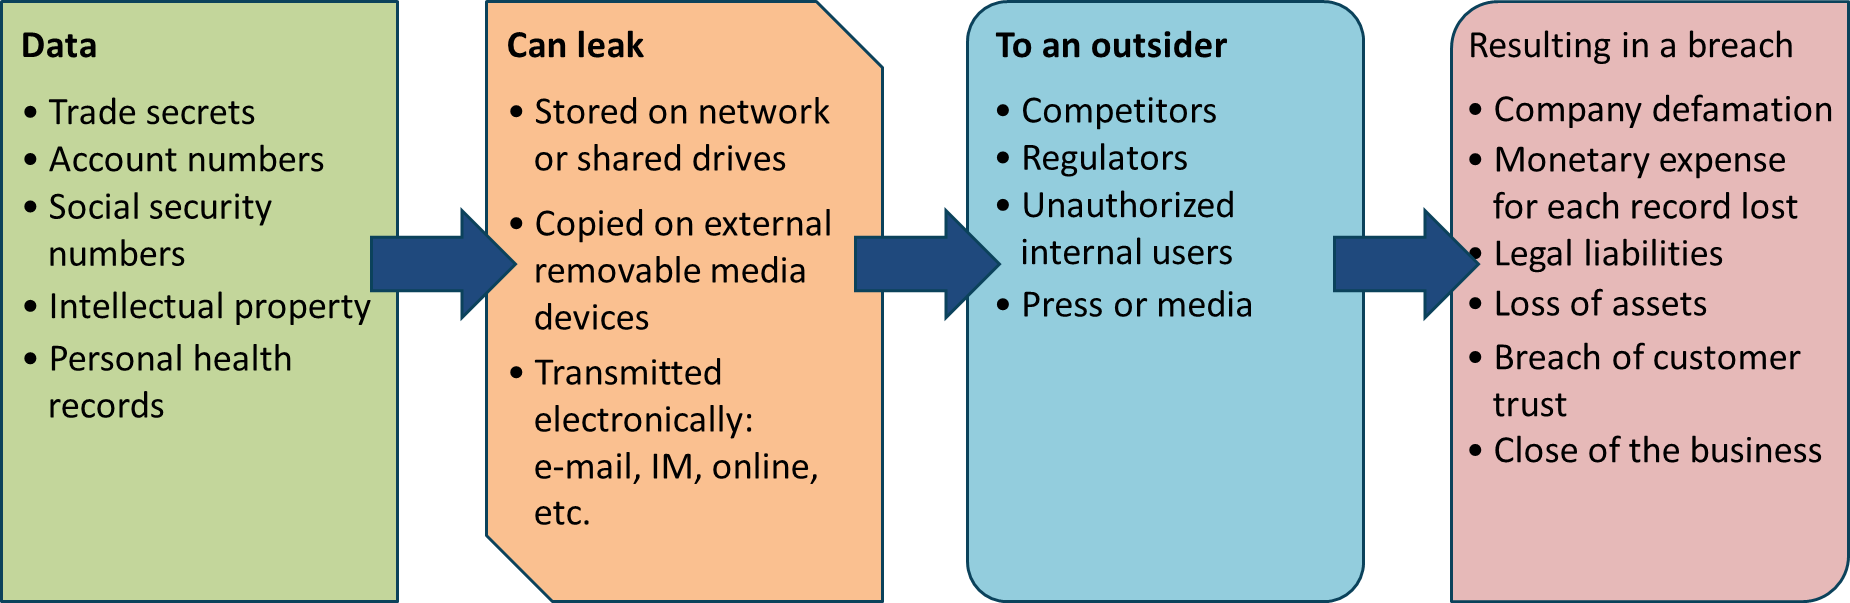 Data
• Trade secrets
• Account numbers
• Social security
numbers
• Intellectual property
• Personal health
records
Can leak
• Stored on network
or shared drives
• Copied on external
removable media
devices
• Transmitted
electronically:
e-mail, IM, online,
etc.
To an outsider
• Competitors
• Regulators
• Unauthorized
internal users
• Press or media
Resulting in a breach
• Company defamation
• Monetary expense
for each record lost
• Legal liabilities
• Loss of assets
• Breach of customer
trust
• Close of the business